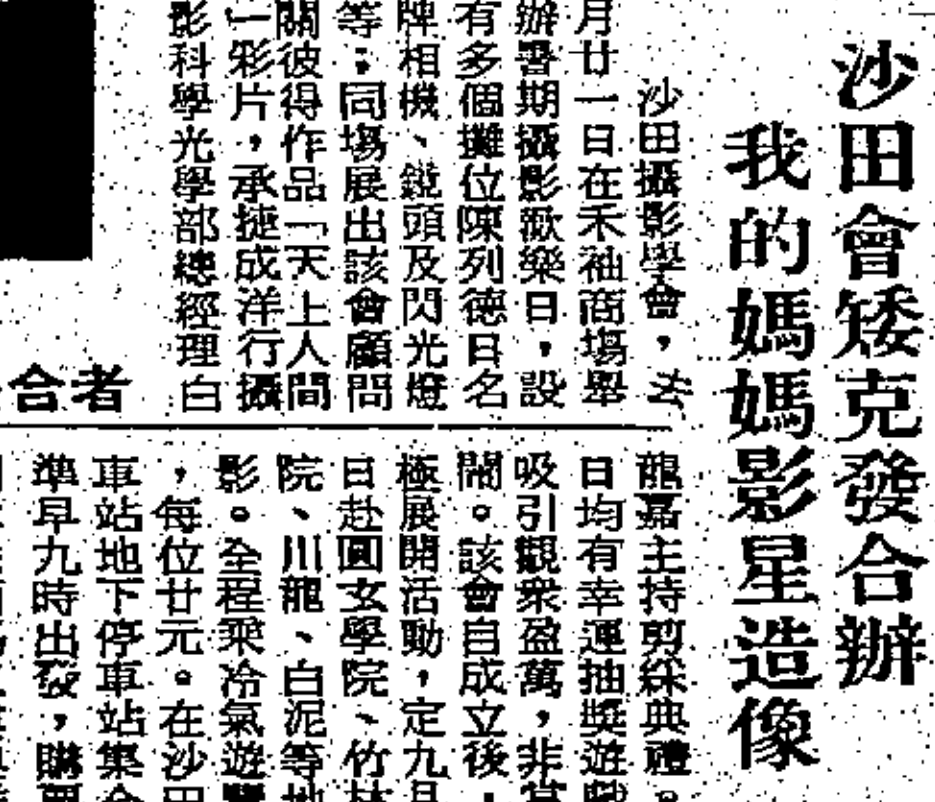 沙田會矮克發合辦
我的媽媽影星造像
沙田攝影學會，去
月廿一日在禾袖商場舉
辦暑期攝影歡樂日，設
有多個攤位陳列德日名
牌相機、鏡頭及閃光燈
等；同場展出該會顧問
關彼得作品「天上人間
」彩片，承捷成洋行攝
影科學光學部總經理白
龍嘉主持剪綵典禮。
日均有幸運抽獎遊戲
吸引觀衆盈萬，非常
鬧。該會自成立後，
極展開活動，定九月
日赴圓玄學院、竹林
院、川龍、白泥等地
影。全程乘冷氣遊覽
，每位廿元。在沙田
車站地下停車站集合
準早九時出發，購票
合者